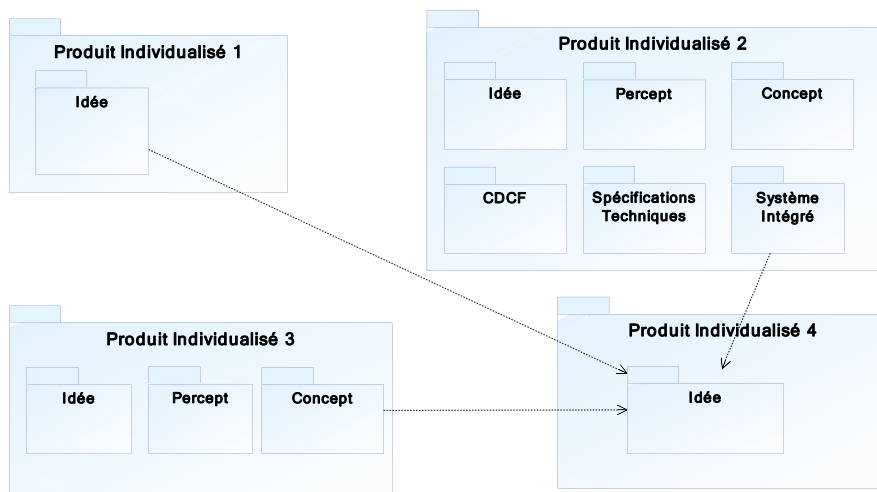 Produit Individualisé 1
Idée
Produit Individualisé 2
Idée
Percept
Concept
CDCF
Spécifications
Techniques
Système
Intégré
Produit Individualisé 3
Idée
Percept
Concept
Produit Individualisé 4
Idée